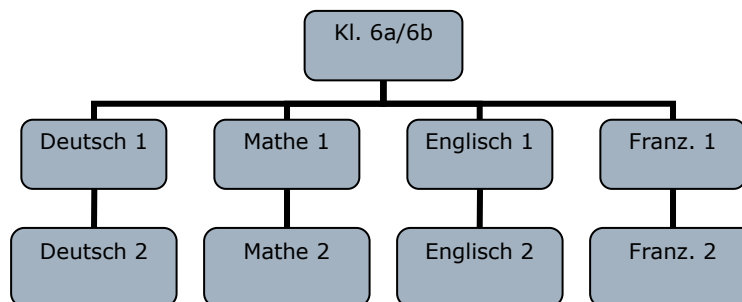 Kl. 6a/6b
Deutsch 1
Mathe 1
Englisch 1
Franz. 1
Deutsch 2
Mathe 2
Englisch 2
Franz. 2